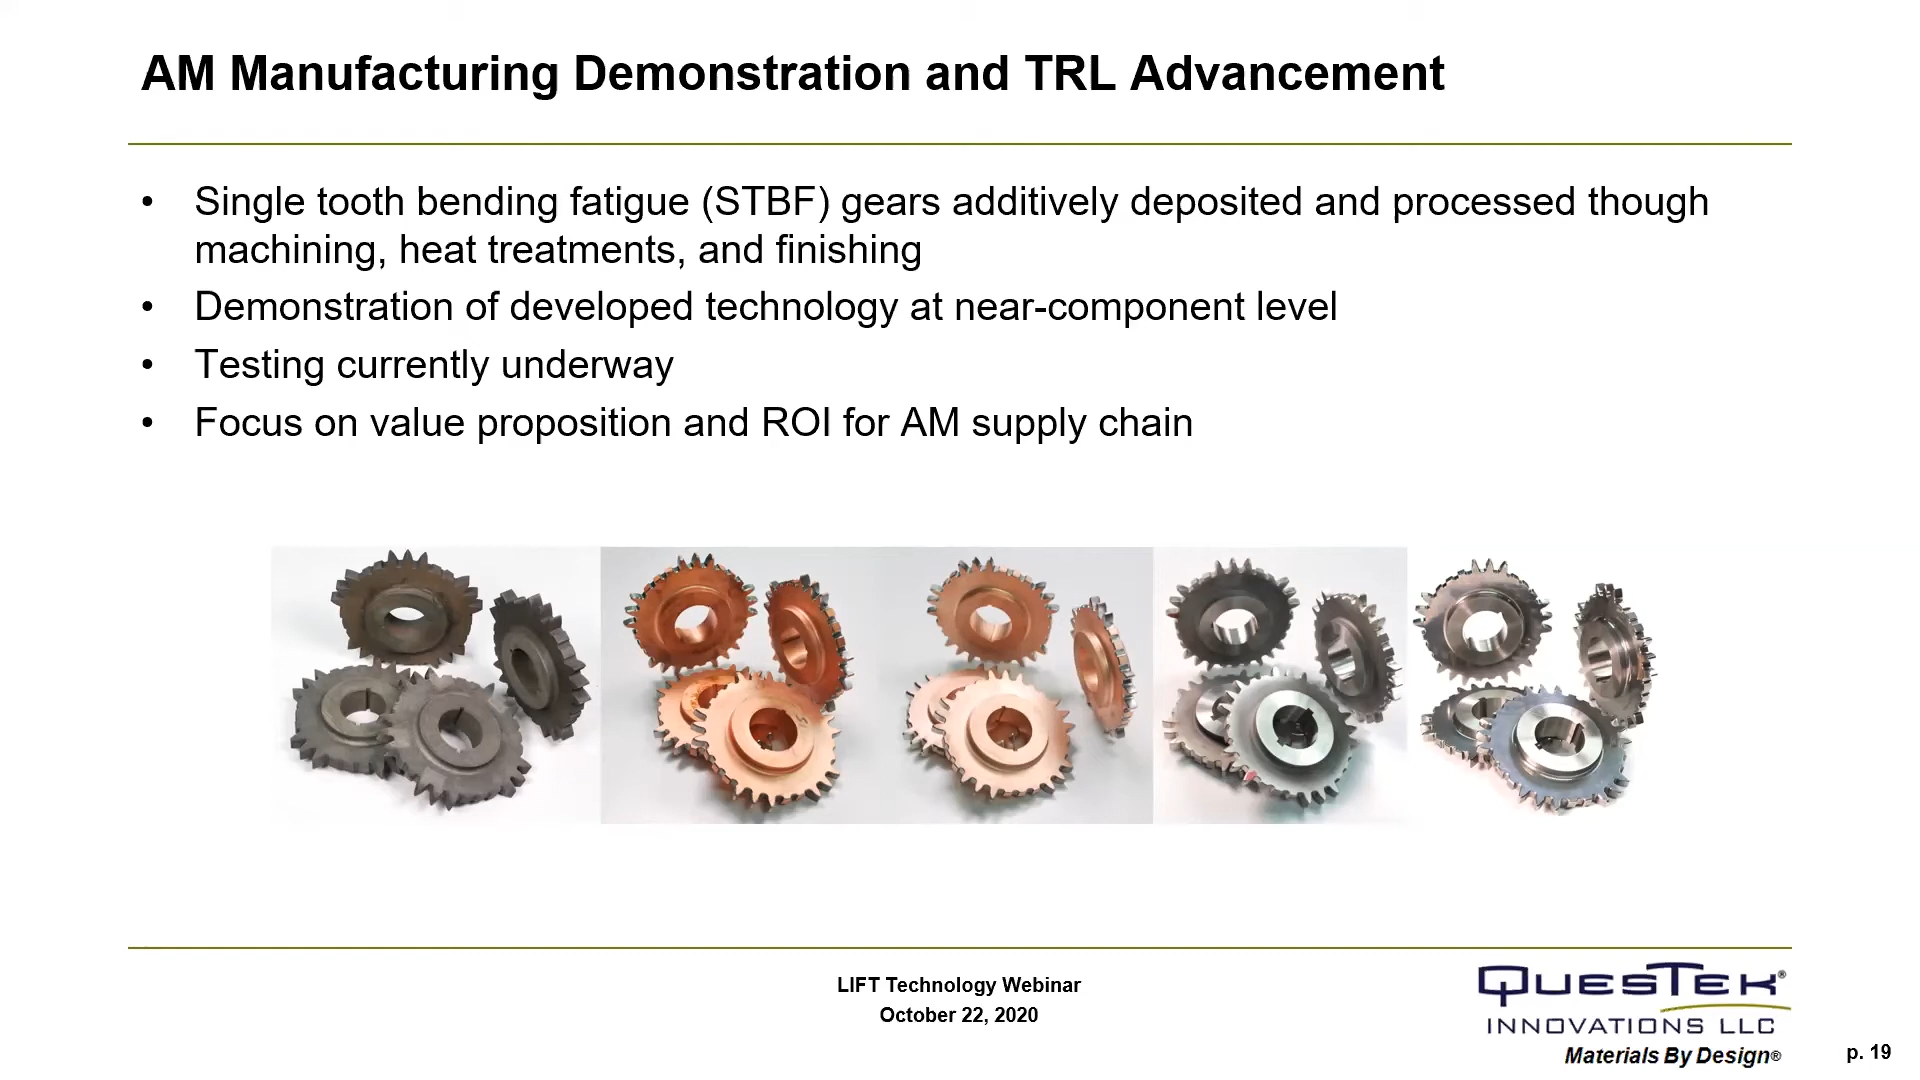 AM Manufacturing Demonstration and TRL Advancement
• Single tooth bending fatigue (STBF) gears additively deposited and processed though
machining, heat treatments, and finishing
• Demonstration of developed technology at near-component level
• Testing currently underway
• Focus on value proposition and ROI for AM supply chain
LIFT Technology Webinar
October 22, 2020
QUESTEK®
INNOVATIONS LLC
Materials By Design®
p. 19